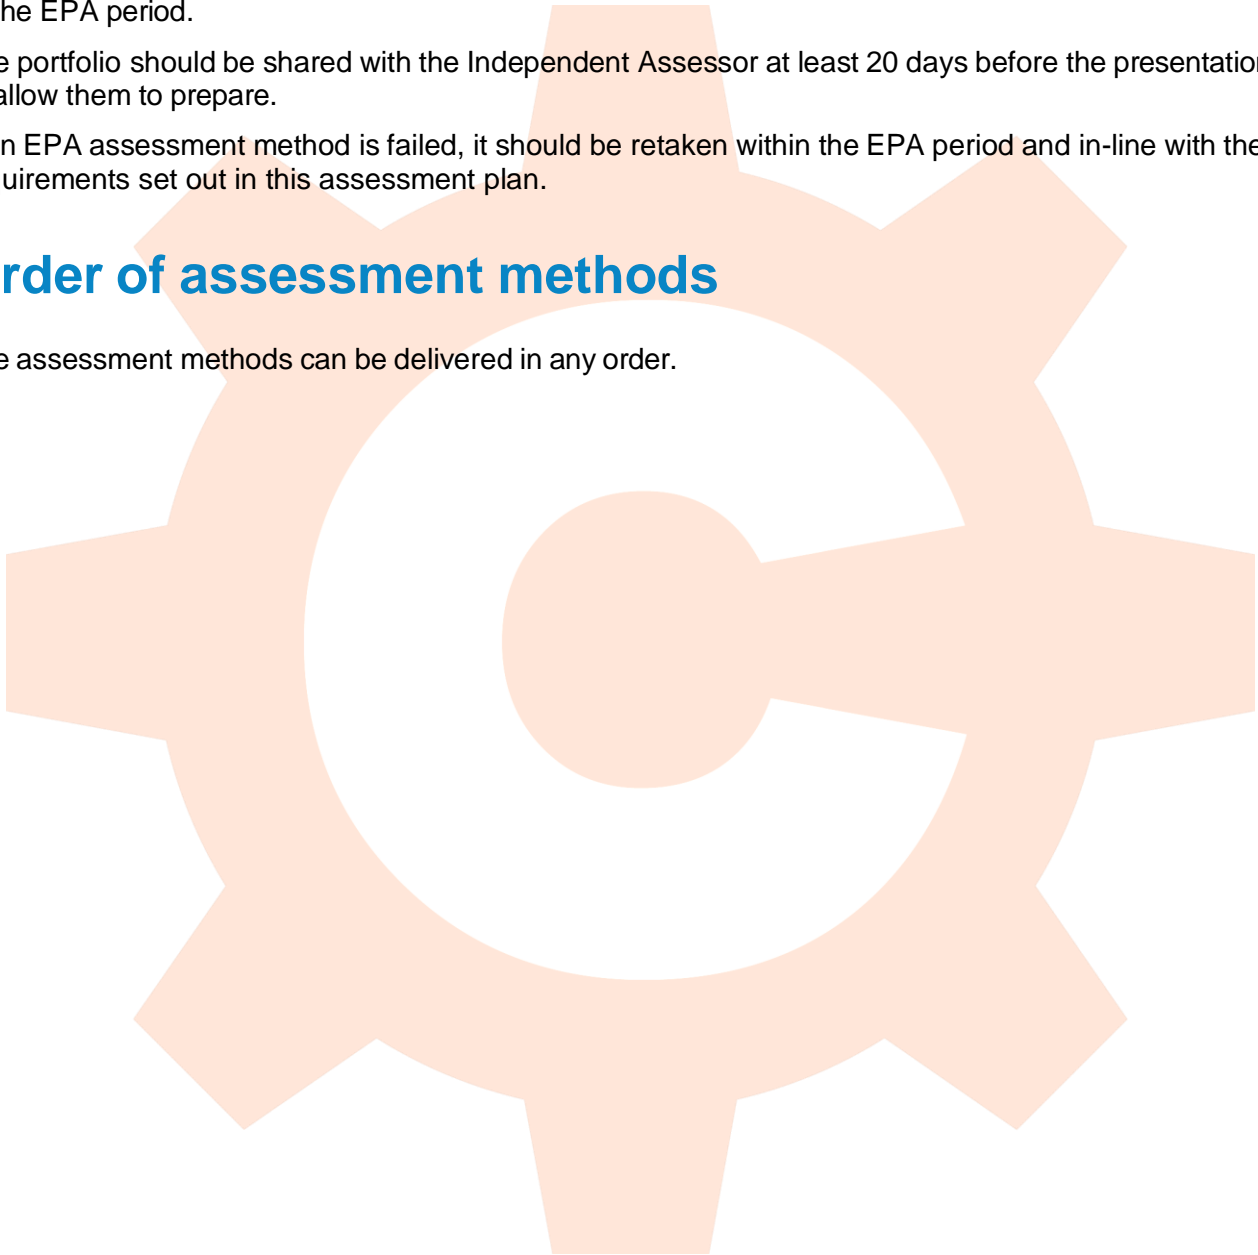 he EPA period.
e portfolio should be shared with the Independent Assessor at least 20 days before the presentation
allow them to prepare.
n EPA assessment method is failed, it should be retaken within the EPA period and in-line with the
quirements set out in this assessment plan.
rder of assessment methods
e assessment methods can be delivered in any order.